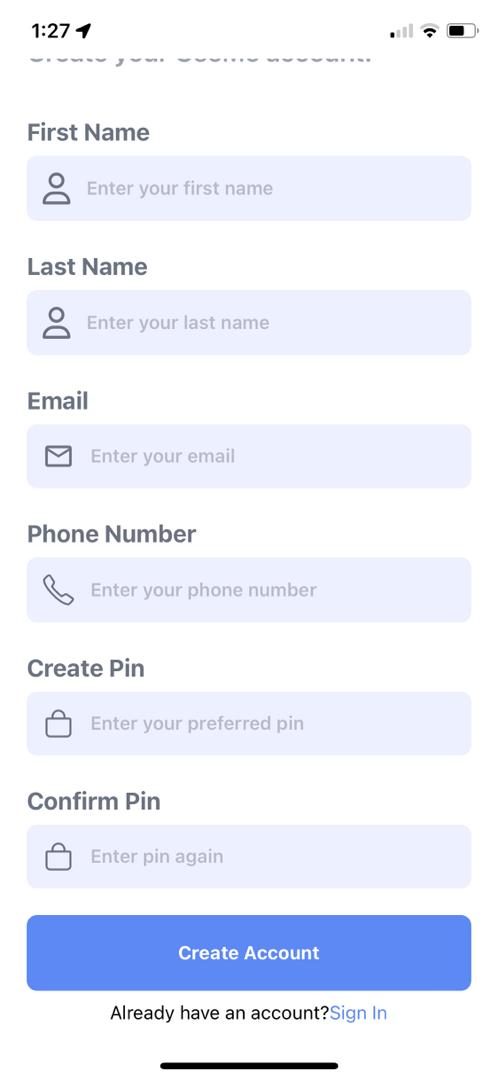 1:27
Create your
account.
First Name
Enter your first name
Last Name
Enter your last name
Email
Enter your email
Phone Number
Enter your phone number
Create Pin
Enter your preferred pin
Confirm Pin
Enter pin again
Create Account
Already have an account?Sign In